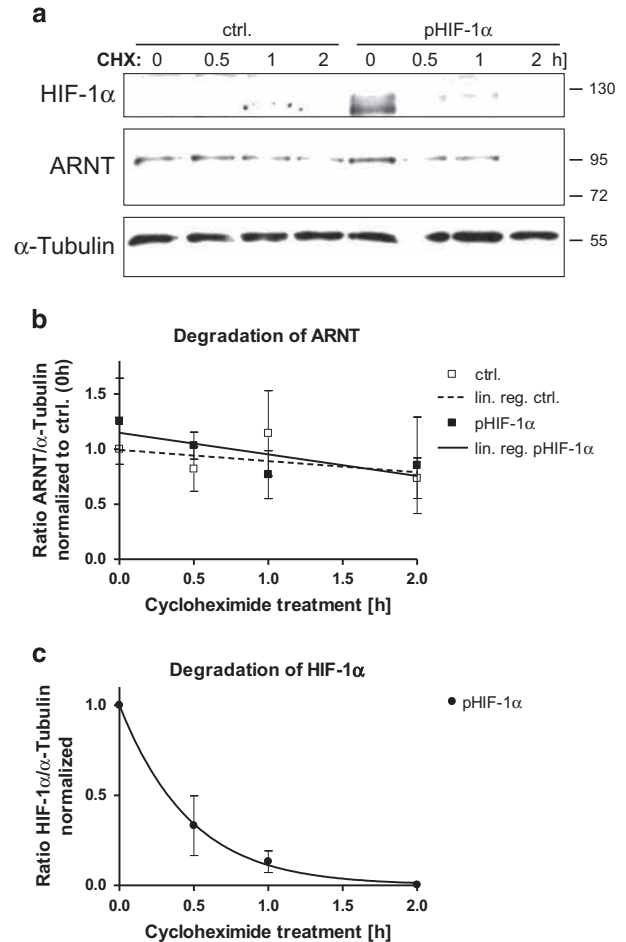 a
ctrl. pHIF-1α
CHX: 0 0.5 1 2 0 0.5 1 2 h]
HIF-1α
130
ARNT
95
72
α-Tubulin
55
b
Degradation of ARNT
Ratio ARNT/α-Tubulin
normalized to ctrl. (0h)
1.5
1.0
0.5
0.0
0.0 0.5 1.0 1.5 2.0
Cycloheximide treatment [h]
ctrl.
lin. reg. ctrl.
pHIF-1α
lin. reg. pHIF-1α
c
Degradation of HIF-1α
Ratio HIF-1α/α-Tubulin
normalized
1.0
0.5
0.0
0.0 0.5 1.0 1.5 2.0
Cycloheximide treatment [h]
pHIF-1α